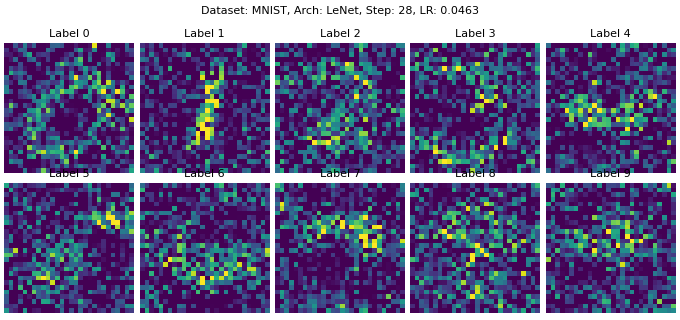 Dataset: MNIST, Arch: LeNet, Step: 28, LR: 0.0463
Label 0
Label 1
Label 2
Label 3
Label 4
Label 5
Label 6
Label 7
Label 8
Label 9